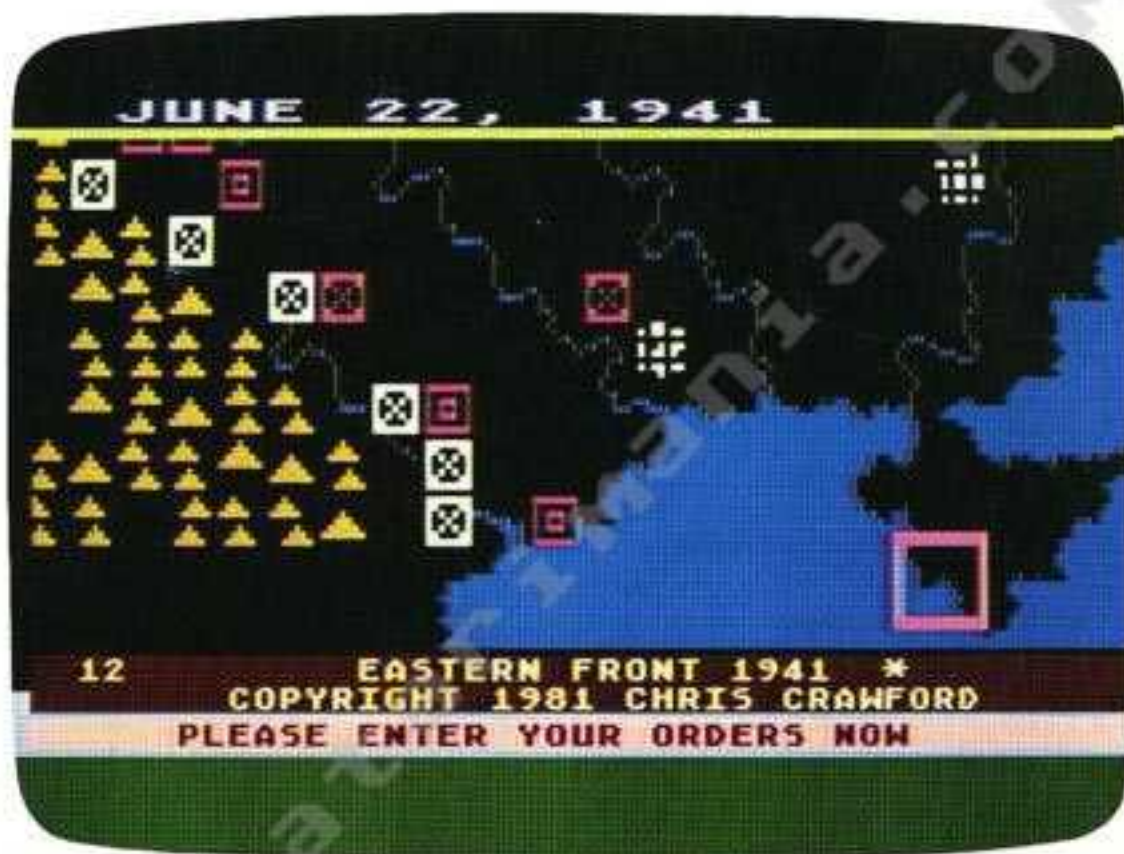 JUNE 22, 1941
12 EASTERN FRONT 1941 *
COPYRIGHT 1981 CHRIS CRAWFORD
PLEASE ENTER YOUR ORDERS NOW